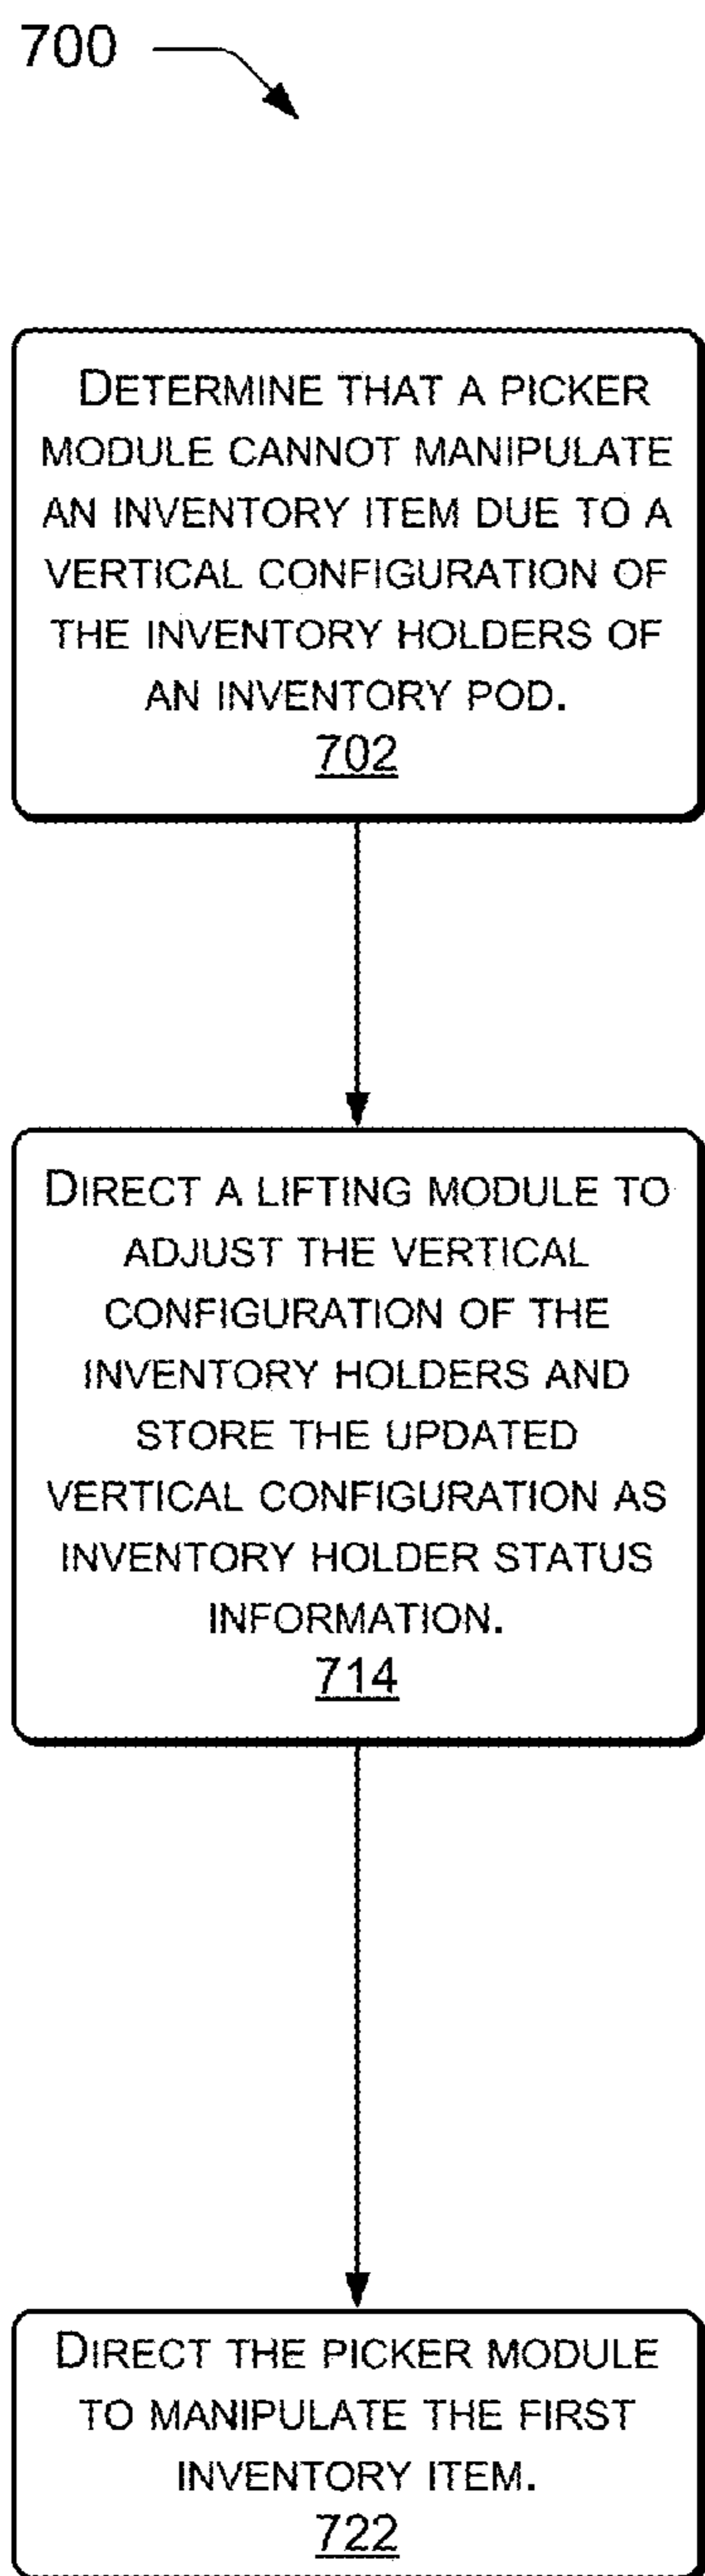 700
DETERMINE THAT A PICKER
MODULE CANNOT MANIPULATE
AN INVENTORY ITEM DUE TO A
VERTICAL CONFIGURATION OF
THE INVENTORY HOLDERS OF
AN INVENTORY POD.
702
DIRECT A LIFTING MODULE TO
ADJUST THE VERTICAL
CONFIGURATION OF THE
INVENTORY HOLDERS AND
STORE THE UPDATED
VERTICAL CONFIGURATION AS
INVENTORY HOLDER STATUS
INFORMATION.
714
DIRECT THE PICKER MODULE
TO MANIPULATE THE FIRST
INVENTORY ITEM.
722